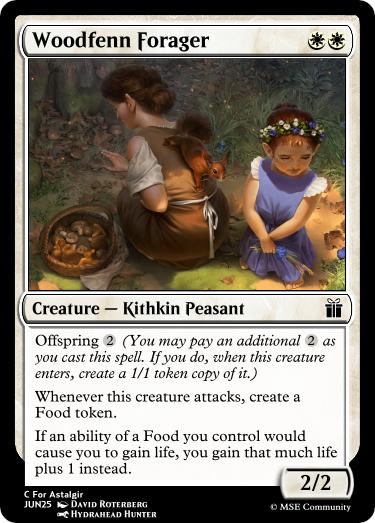 Woodfenn Forager
Creature — Kithkin Peasant
Offspring 2 (You may pay an additional 2 as
you cast this spell. If you do, when this creature
enters, create a 1/1 token copy of it.)
Whenever this creature attacks, create a
Food token.
If an ability of a Food you control would
cause you to gain life, you gain that much life
plus 1 instead.
2/2
C For Astalgir
JUN25 David Roterberg
Hydrahead Hunter
© MSE Community